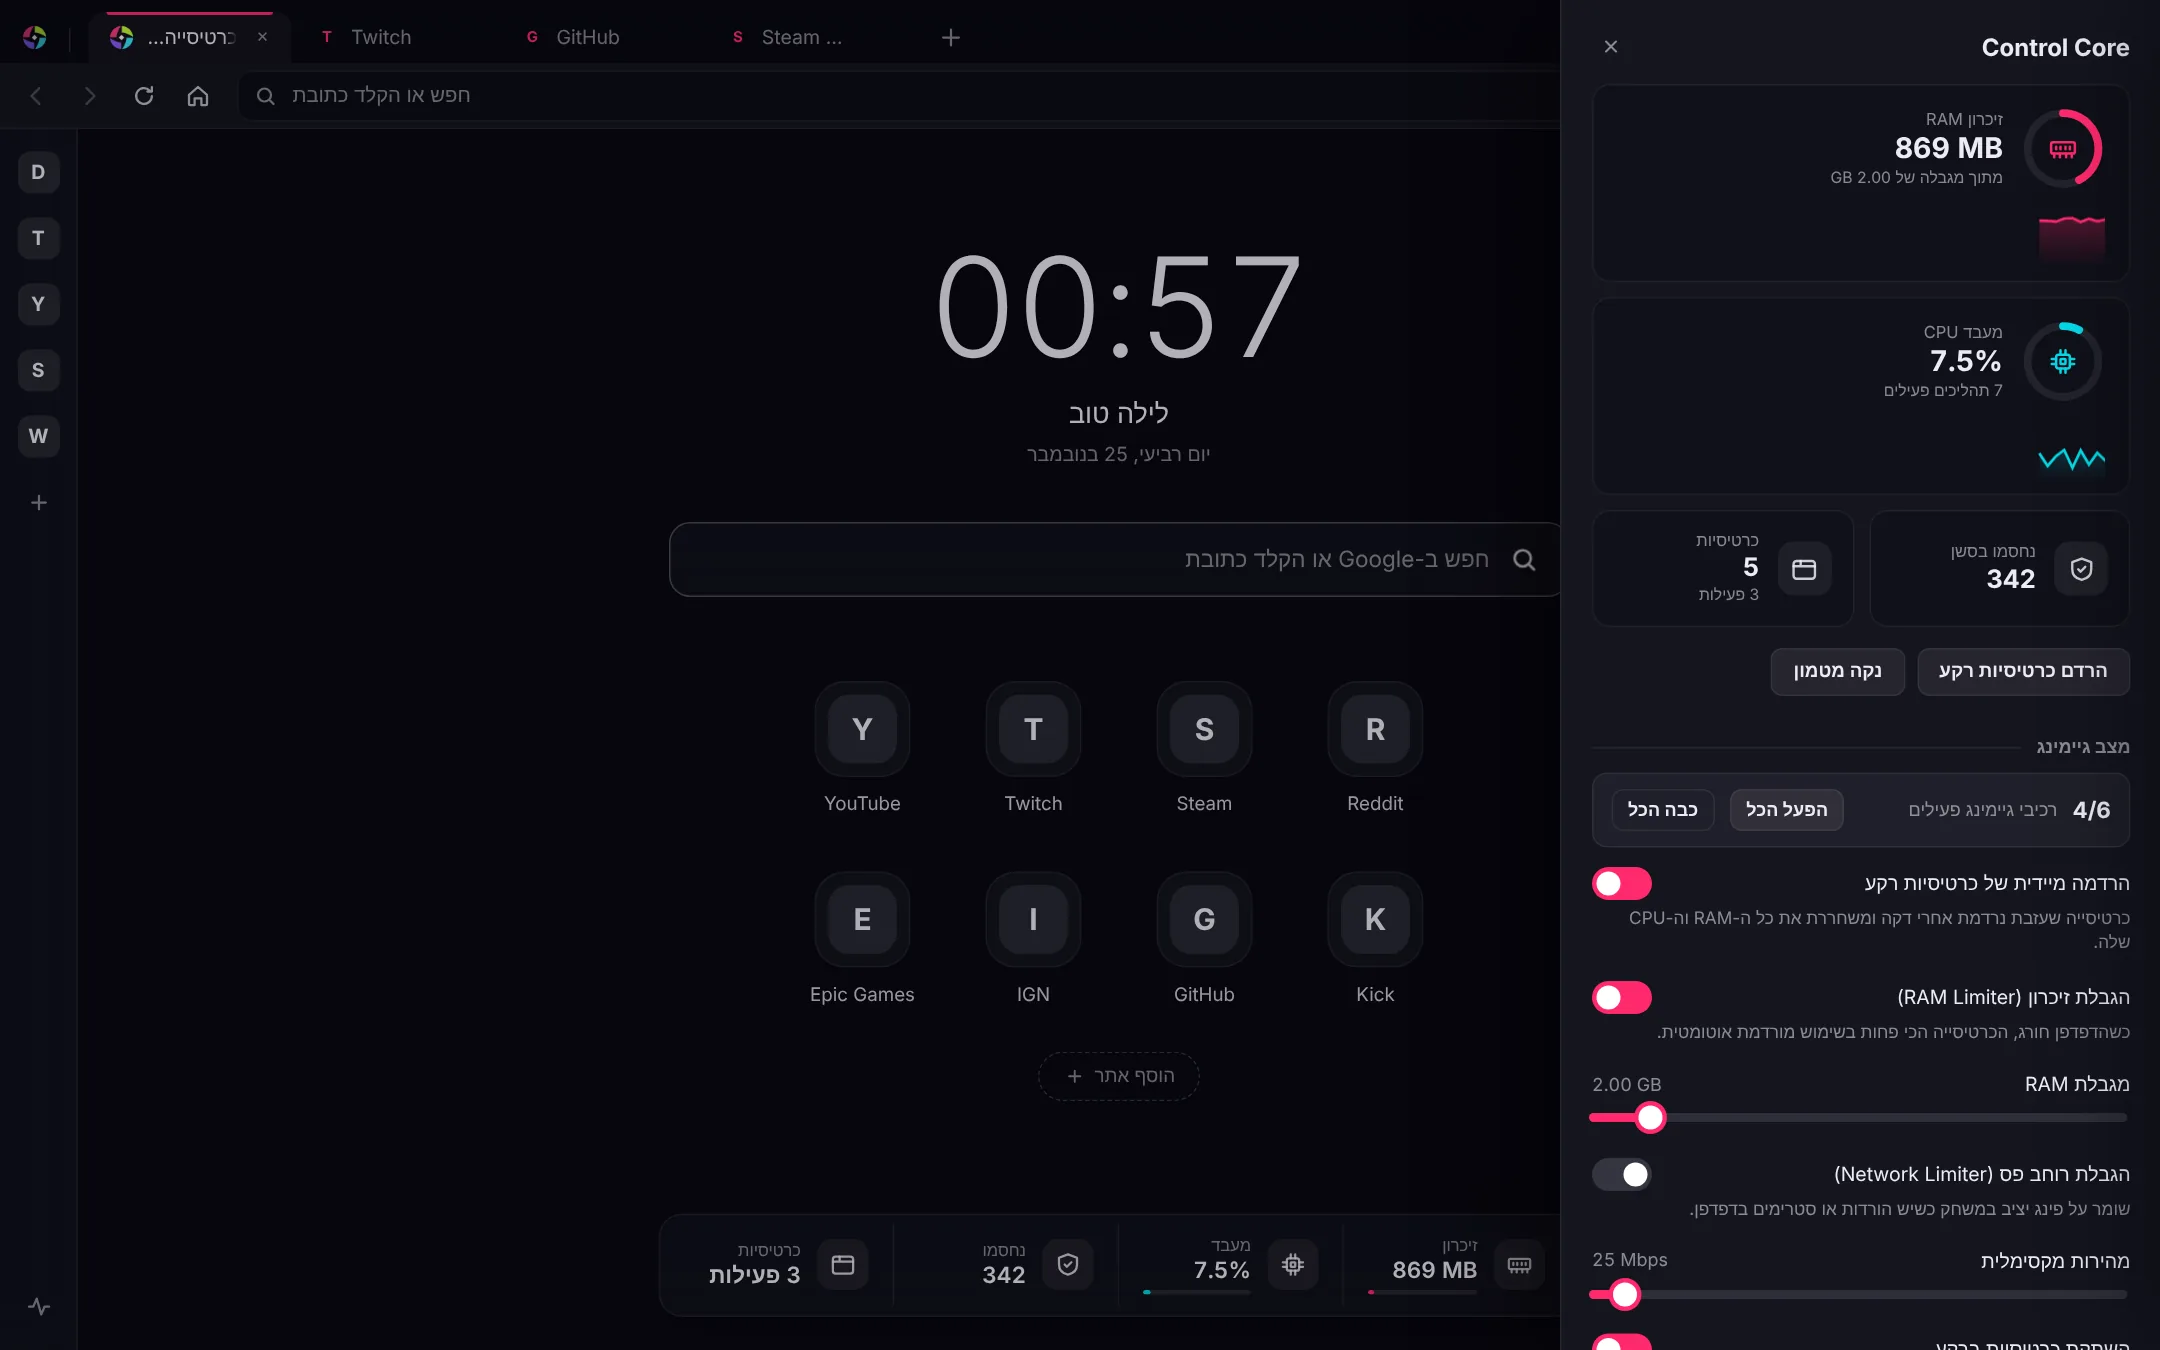 כרטיסייה...
T Twitch
G GitHub
S Steam ...
חפש או הקלד כתובת
D
T
Y
S
W
00:57
לילה טוב
יום רביעי, 25 בנובמבר
חפש ב-Google או הקלד כתובת
Y
T
S
R
YouTube
Twitch
Steam
Reddit
E
I
G
K
Epic Games
IGN
GitHub
Kick
הוסף אתר
זיכרון
869 MB
מעבד
7.5%
נחסמו
342
כרטיסיות
3 פעילות
Control Core
זיכרון RAM
869 MB
מתוך מגבלה של 2.00 GB
מעבד CPU
7.5%
7 תהליכים פעילים
נחסמו בסשן
342
כרטיסיות
5
3 פעילות
הרדם כרטיסיות רקע
נקה מטמון
מצב גיימינג
4/6 רכיבי גיימינג פעילים
הפעל הכל
כבה הכל
הרדמה מיידית של כרטיסיות רקע
כרטיסייה שעזבת נרדמת אחרי דקה ומשחררת את כל ה-RAM וה-CPU
שלה.
הגבלת זיכרון (RAM Limiter)
כשהדפדפן חורג, הכרטיסייה הכי פחות בשימוש מורדמת אוטומטית.
מגבלת RAM
2.00 GB
הגבלת רוחב פס (Network Limiter)
שומר על פינג יציב במשחק כשיש הורדות או סטרימים בדפדפן.
מהירות מקסימלית
25 Mbps